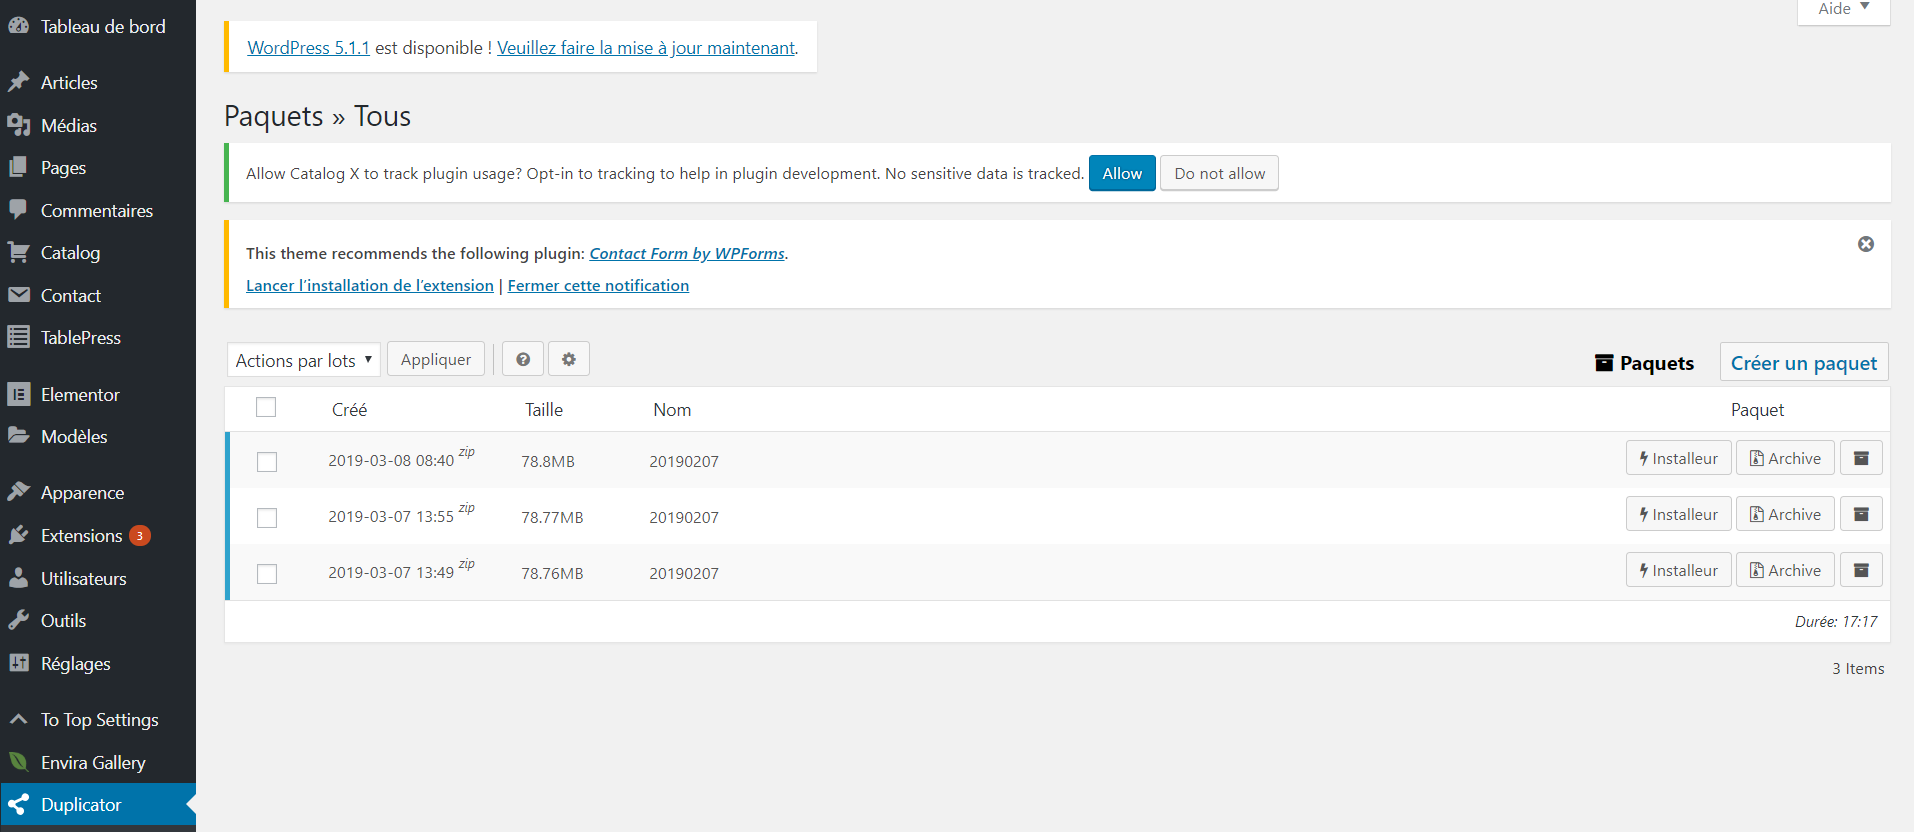 Tableau de bord
Articles
Médias
Pages
Commentaires
Catalog
Contact
TablePress
Elementor
Modèles
Apparence
Extensions 3
Utilisateurs
Outils
Réglages
To Top Settings
Envira Gallery
Duplicator
Aide
WordPress 5.1.1 est disponible ! Veuillez faire la mise à jour maintenant.
Paquets » Tous
Allow Catalog X to track plugin usage? Opt-in to tracking to help in plugin development. No sensitive data is tracked. Allow Do not allow
This theme recommends the following plugin: Contact Form by WPForms.
Lancer l’installation de l’extension | Fermer cette notification
Actions par lots Appliquer Paquets Créer un paquet
Créé Taille Nom Paquet
2019-03-08 08:40 zip 78.8MB 20190207 Installeur Archive
2019-03-07 13:55 zip 78.77MB 20190207 Installeur Archive
2019-03-07 13:49 zip 78.76MB 20190207 Installeur Archive
Durée: 17:17
3 Items